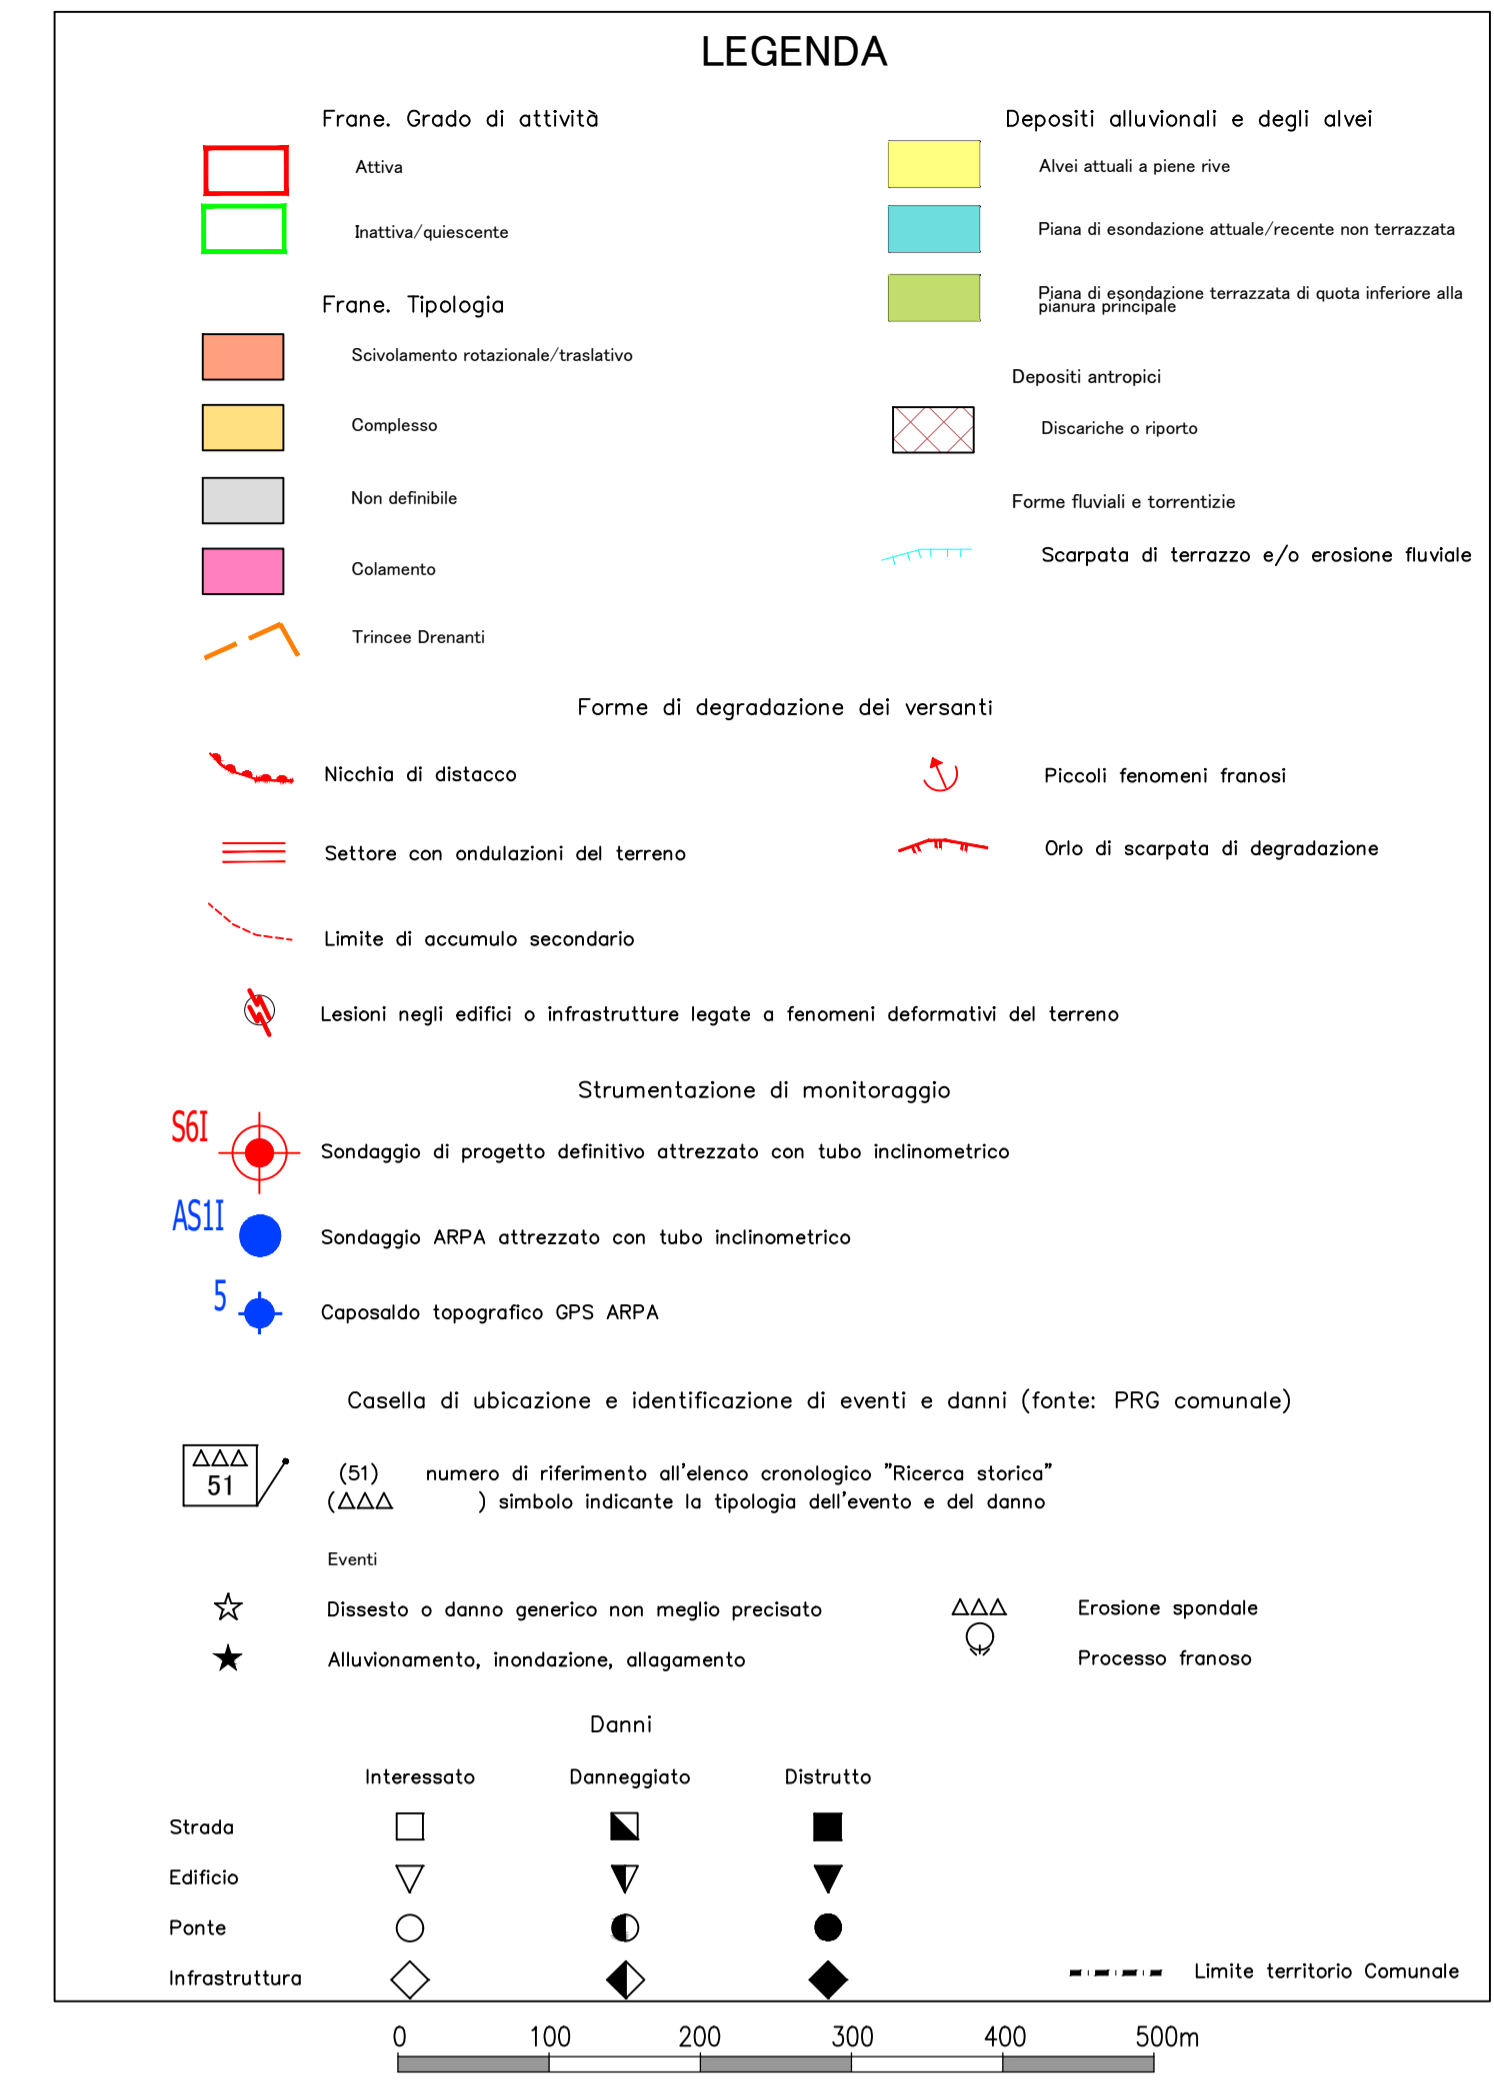 LEGENDA
Frane. Grado di attività
Attiva
Inattiva/quiescente
Frane. Tipologia
Scivolamento rotazionale/traslativo
Complesso
Non definibile
Colamento
Trincee Drenanti
Depositi alluvionali e degli alvei
Alvei attuali a piene rive
Piana di esondazione attuale/recente non terrazzata
Piana di esondazione terrazzata di quota inferiore alla
pianura principale
Depositi antropici
Discariche o riporto
Forme fluviali e torrentizie
Scarpata di terrazzo e/o erosione fluviale
Forme di degradazione dei versanti
Nicchia di distacco
Piccoli fenomeni franosi
Settore con ondulazioni del terreno
Orlo di scarpata di degradazione
Limite di accumulo secondario
Lesioni negli edifici o infrastrutture legate a fenomeni deformativi del terreno
Strumentazione di monitoraggio
S6I
Sondaggio di progetto definitivo attrezzato con tubo inclinometrico
AS1I
Sondaggio ARPA attrezzato con tubo inclinometrico
5
Caposaldo topografico GPS ARPA
Casella di ubicazione e identificazione di eventi e danni (fonte: PRG comunale)
51
(51) numero di riferimento all'elenco cronologico "Ricerca storica"
(△△△ ) simbolo indicante la tipologia dell'evento e del danno
Eventi
Dissesto o danno generico non meglio precisato
Erosione spondale
Alluvionamento, inondazione, allagamento
Processo franoso
Danni
Interessato Danneggiato Distrutto
Strada
Edificio
Ponte
Infrastruttura
Limite territorio Comunale
0 100 200 300 400 500m